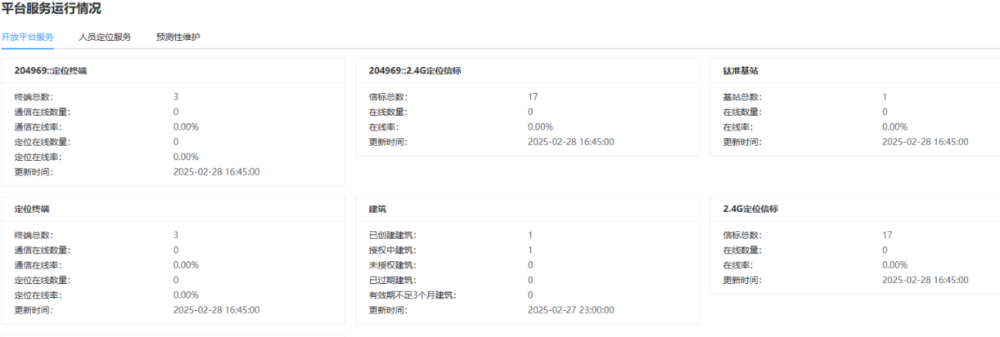 平台服务运行情况
开放平台服务 人员定位服务 预测性维护
204969::定位终端
终端总数: 3
通信在线数量: 0
通信在线率: 0.00%
定位在线数量: 0
定位在线率: 0.00%
更新时间: 2025-02-28 16:45:00
204969::2.4G定位信标
信标总数: 17
在线数量: 0
在线率: 0.00%
更新时间: 2025-02-28 16:45:00
钛准基站
基站总数: 1
在线数量: 0
在线率: 0.00%
更新时间: 2025-02-28 16:45:00
定位终端
终端总数: 3
通信在线数量: 0
通信在线率: 0.00%
定位在线数量: 0
定位在线率: 0.00%
更新时间: 2025-02-28 16:45:00
建筑
已创建建筑: 1
授权中建筑: 1
未授权建筑: 0
已过期建筑: 0
有效期不足3个月建筑: 0
更新时间: 2025-02-27 23:00:00
2.4G定位信标
信标总数: 17
在线数量: 0
在线率: 0.00%
更新时间: 2025-02-28 16:45:00